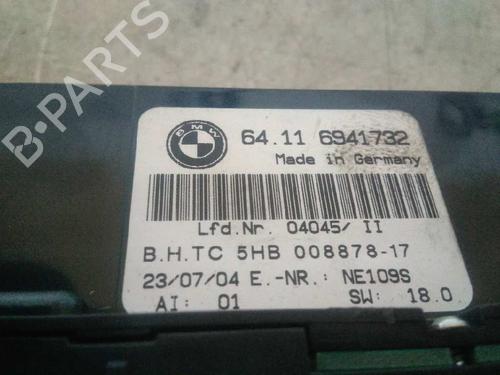 B-PARTS
BMW
64.11 6941732
Made in Germany
Lfd.Nr. 04045/ II
B.H.TC 5HB 008878-17
23/07/04 E.-NR.: NE109S
AI: 01 SW: 18.0